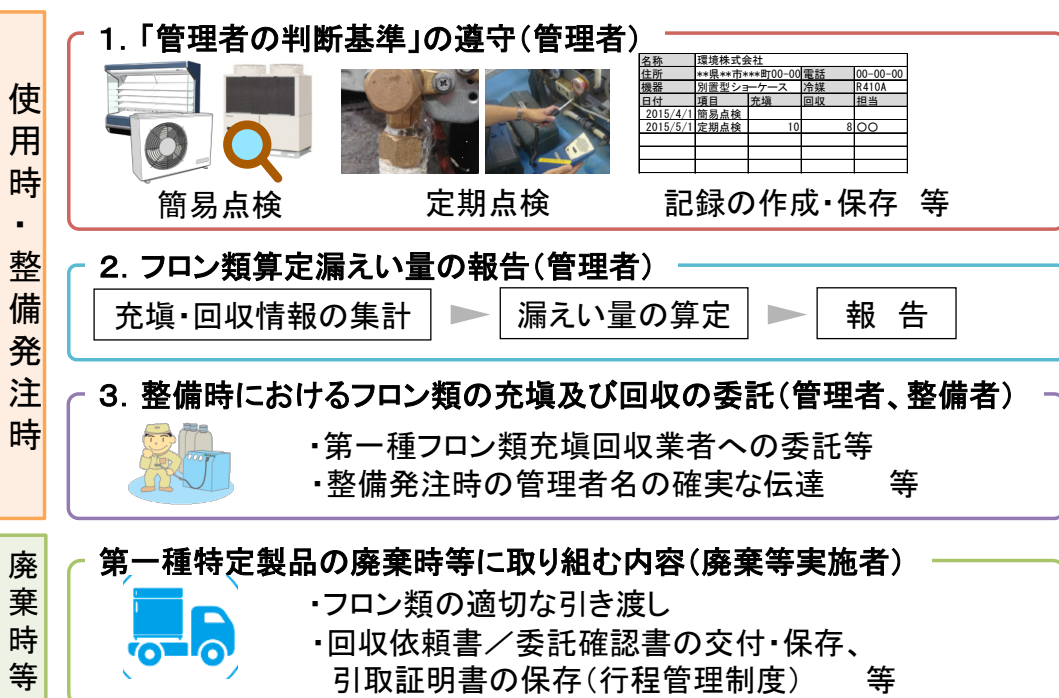 使用時・整備発注時
1．「管理者の判断基準」の遵守（管理者）
名称 環境株式会社
住所 **県**市***町00-00 電話 00-00-00
機器 別置型ショーケース 冷媒 R410A
日付 項目 充塡 回収 担当
2015/4/1 簡易点検
2015/5/1 定期点検 10 8 〇〇
簡易点検
定期点検
記録の作成・保存 等
2．フロン類算定漏えい量の報告（管理者）
充塡・回収情報の集計
漏えい量の算定
報 告
3．整備時におけるフロン類の充塡及び回収の委託（管理者、整備者）
・第一種フロン類充塡回収業者への委託等
・整備発注時の管理者名の確実な伝達 等
廃棄時等
第一種特定製品の廃棄時等に取り組む内容（廃棄等実施者）
・フロン類の適切な引き渡し
・回収依頼書／委託確認書の交付・保存、
引取証明書の保存（行程管理制度） 等